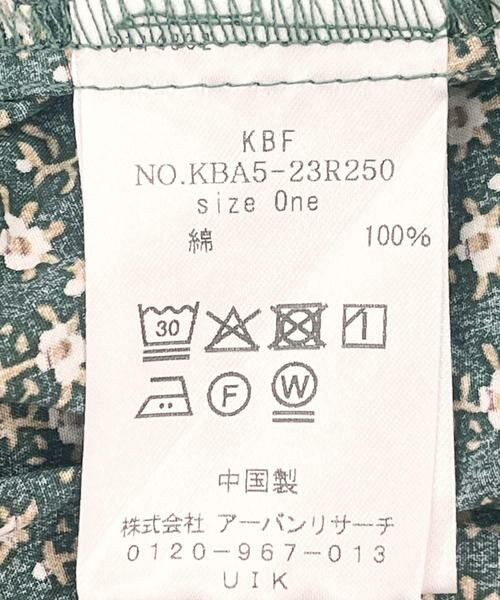 KBF
NO.KBA5-23R250
size One
綿 100%
30
F W
中国製
株式会社 アーバンリサーチ
0120-967-013
UIK